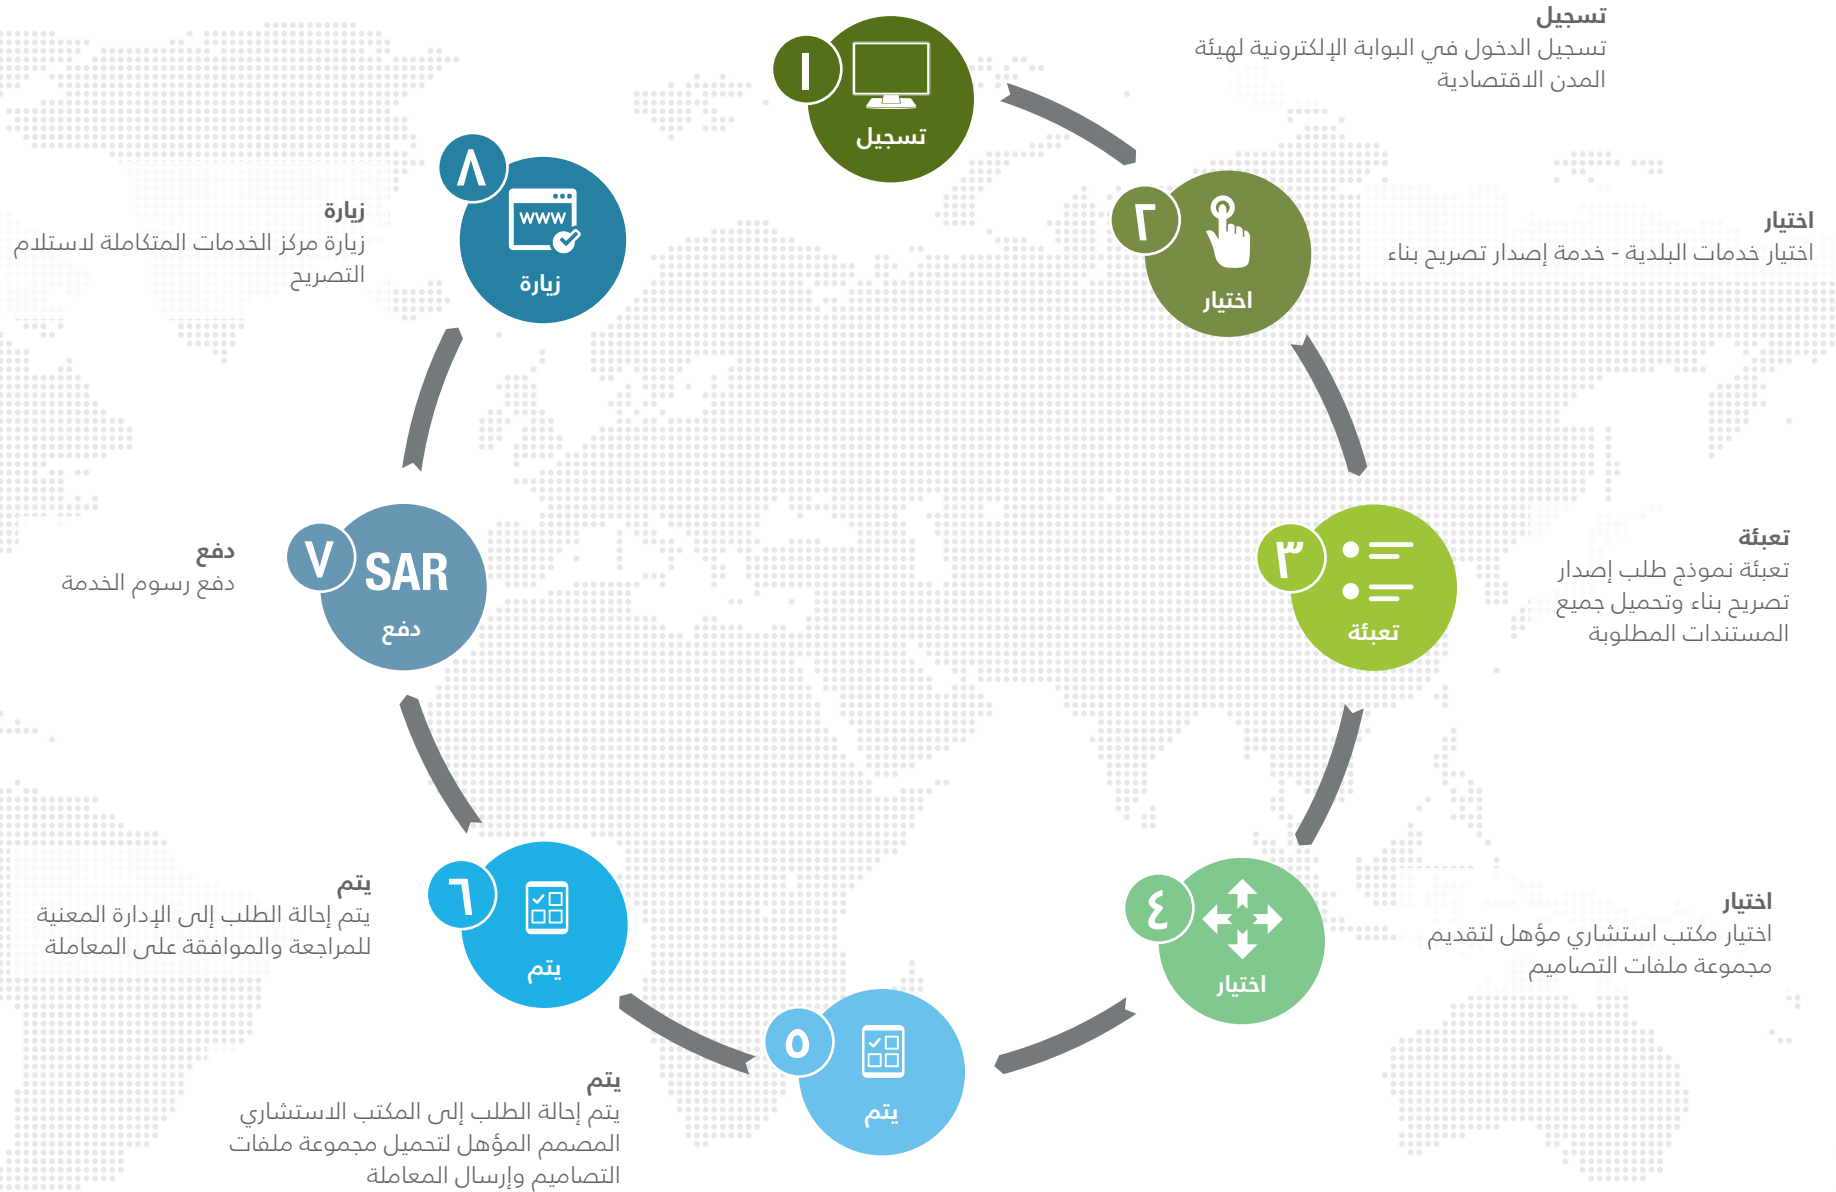 تسجيل
تسجيل الدخول في البوابة الإلكترونية لهيئة
المدن الاقتصادية
١
تسجيل
اختيار
اختيار خدمات البلدية - خدمة إصدار تصريح بناء
٢
اختيار
تعبئة
تعبئة نموذج طلب إصدار
تصريح بناء وتحميل جميع
المستندات المطلوبة
٣
تعبئة
اختيار
اختيار مكتب استشاري مؤهل لتقديم
مجموعة ملفات التصاميم
٤
اختيار
يتم
يتم إحالة الطلب إلى المكتب الاستشاري
المصمم المؤهل لتحميل مجموعة ملفات
التصاميم وإرسال المعاملة
٥
يتم
يتم
يتم إحالة الطلب إلى الإدارة المعنية
للمراجعة والموافقة على المعاملة
٦
يتم
دفع
دفع رسوم الخدمة
٧
SAR
دفع
زيارة
زيارة مركز الخدمات المتكاملة لاستلام
التصريح
٨
www
زيارة